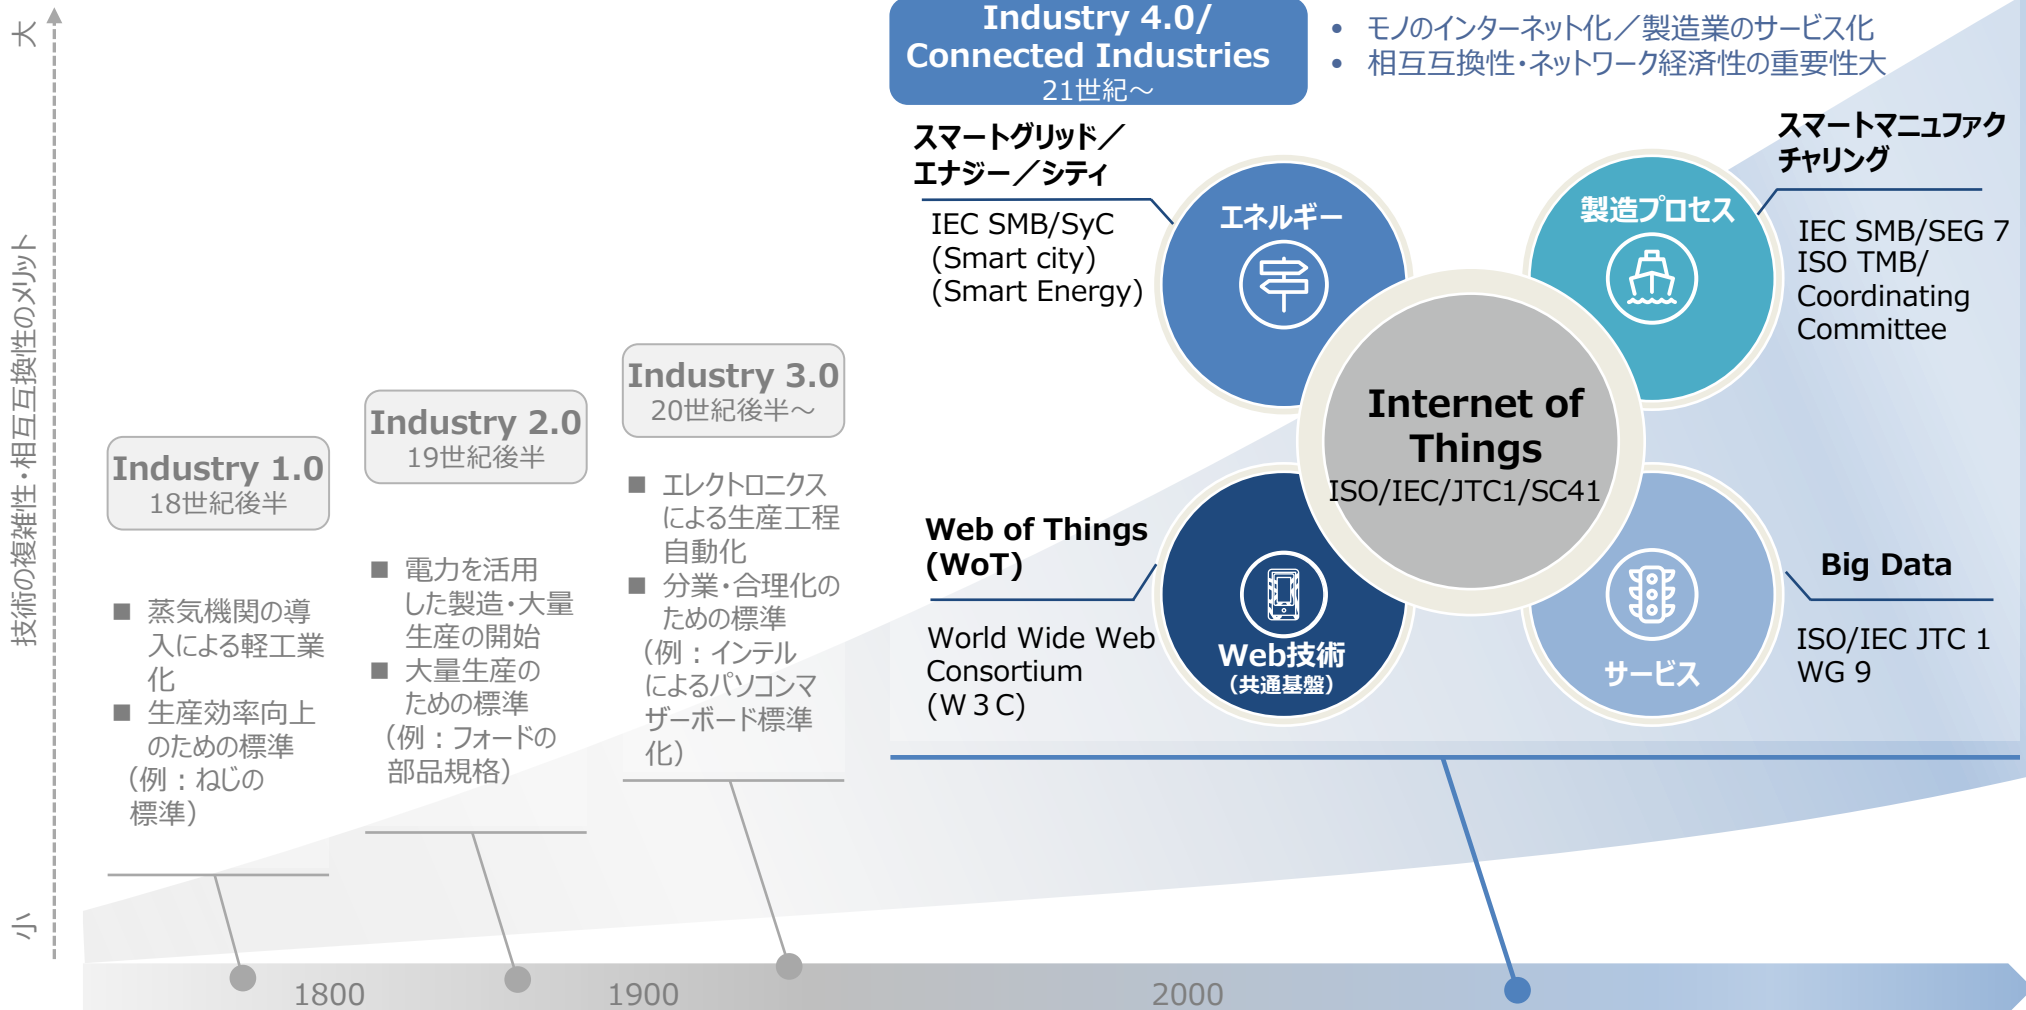 大
技術の複雑性・相互互換性のメリット
小
Industry 1.0
18世紀後半
■ 蒸気機関の導
入による軽工業
化
■ 生産効率向上
のための標準
（例：ねじの
標準）
Industry 2.0
19世紀後半
■ 電力を活用
した製造・大量
生産の開始
■ 大量生産の
ための標準
（例：フォードの
部品規格）
Industry 3.0
20世紀後半～
■ エレクトロニクス
による生産工程
自動化
■ 分業・合理化の
ための標準
（例：インテル
によるパソコンマ
ザーボード標準
化）
Industry 4.0/
Connected Industries
21世紀～
• モノのインターネット化／製造業のサービス化
• 相互互換性・ネットワーク経済性の重要性大
スマートグリッド／
エナジー／シティ
IEC SMB/SyC
(Smart city)
(Smart Energy)
エネルギー
製造プロセス
スマートマニュファク
チャリング
IEC SMB/SEG 7
ISO TMB/
Coordinating
Committee
Internet of
Things
ISO/IEC/JTC1/SC41
Web of Things
(WoT)
World Wide Web
Consortium
(W３C)
Web技術
（共通基盤）
サービス
Big Data
ISO/IEC JTC 1
WG 9
1800
1900
2000